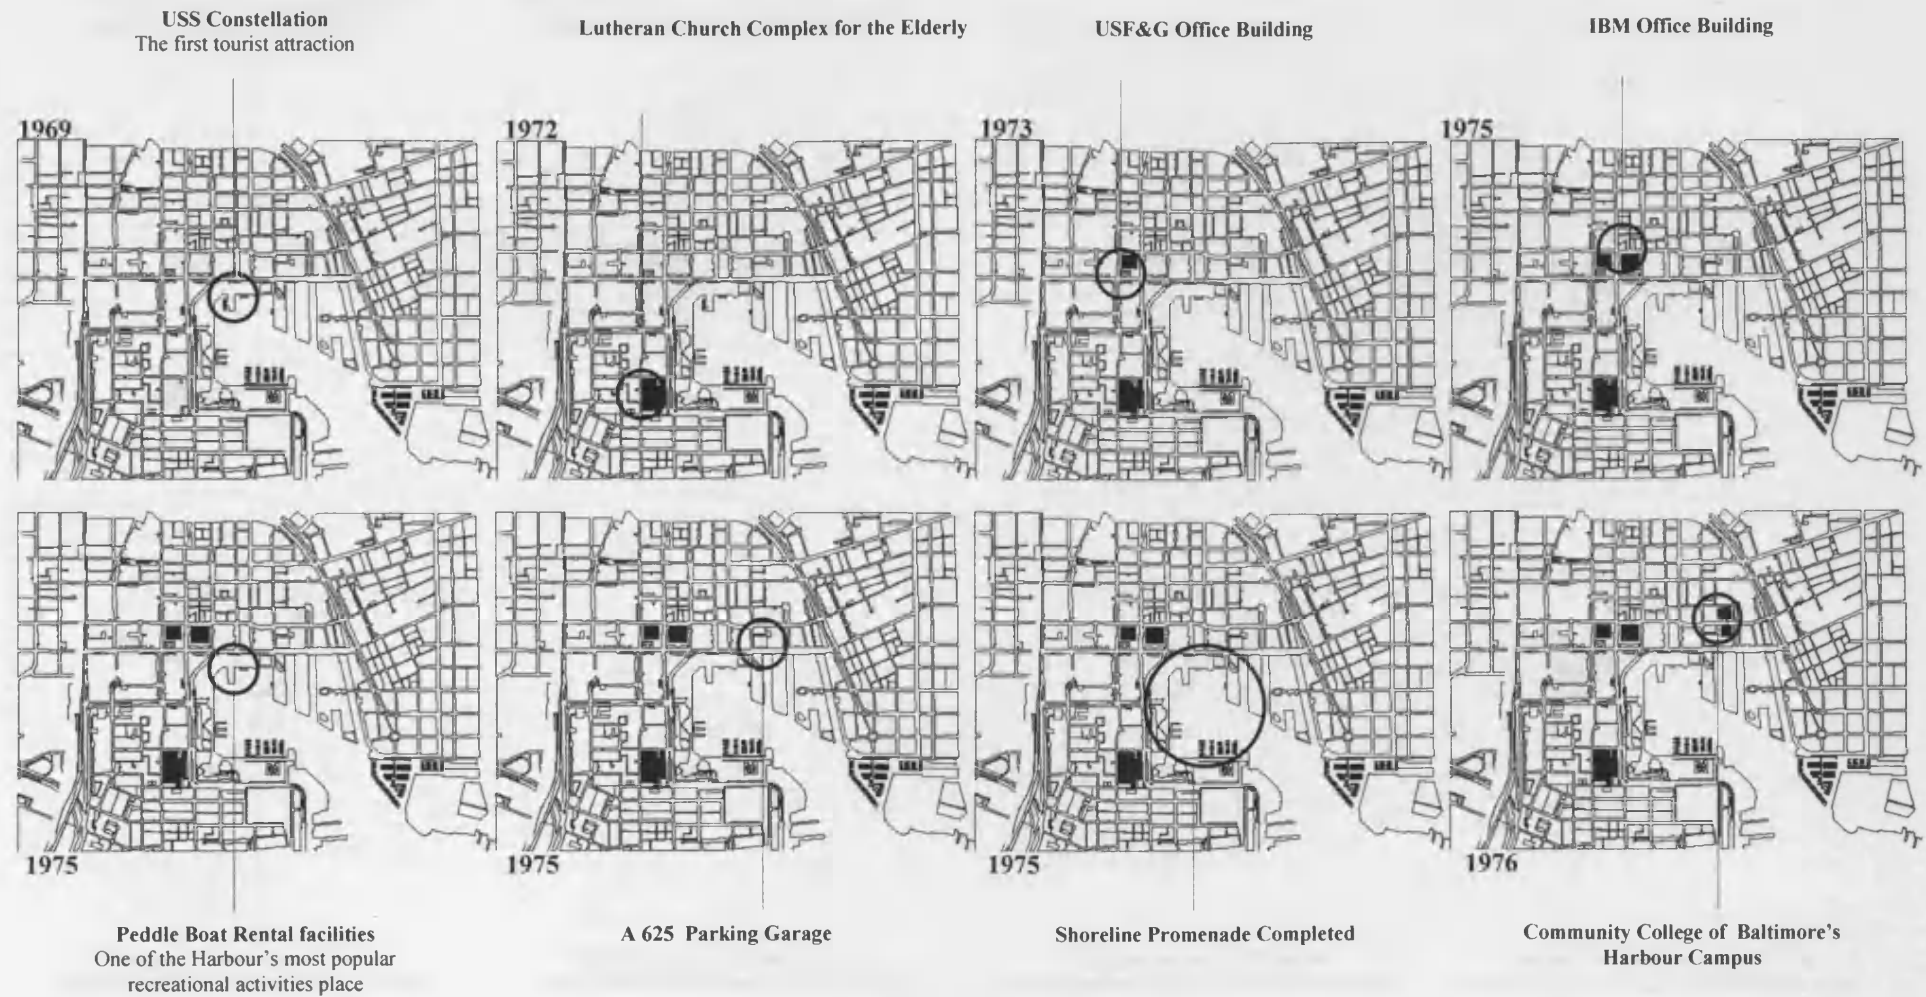 USS Constellation
The first tourist attraction
Lutheran Church Complex for the Elderly
USF&G Office Building
IBM Office Building
1969
1972
1973
1975
1975
1975
1975
1976
Peddle Boat Rental facilities
One of the Harbour's most popular
recreational activities place
A 625 Parking Garage
Shoreline Promenade Completed
Community College of Baltimore's
Harbour Campus